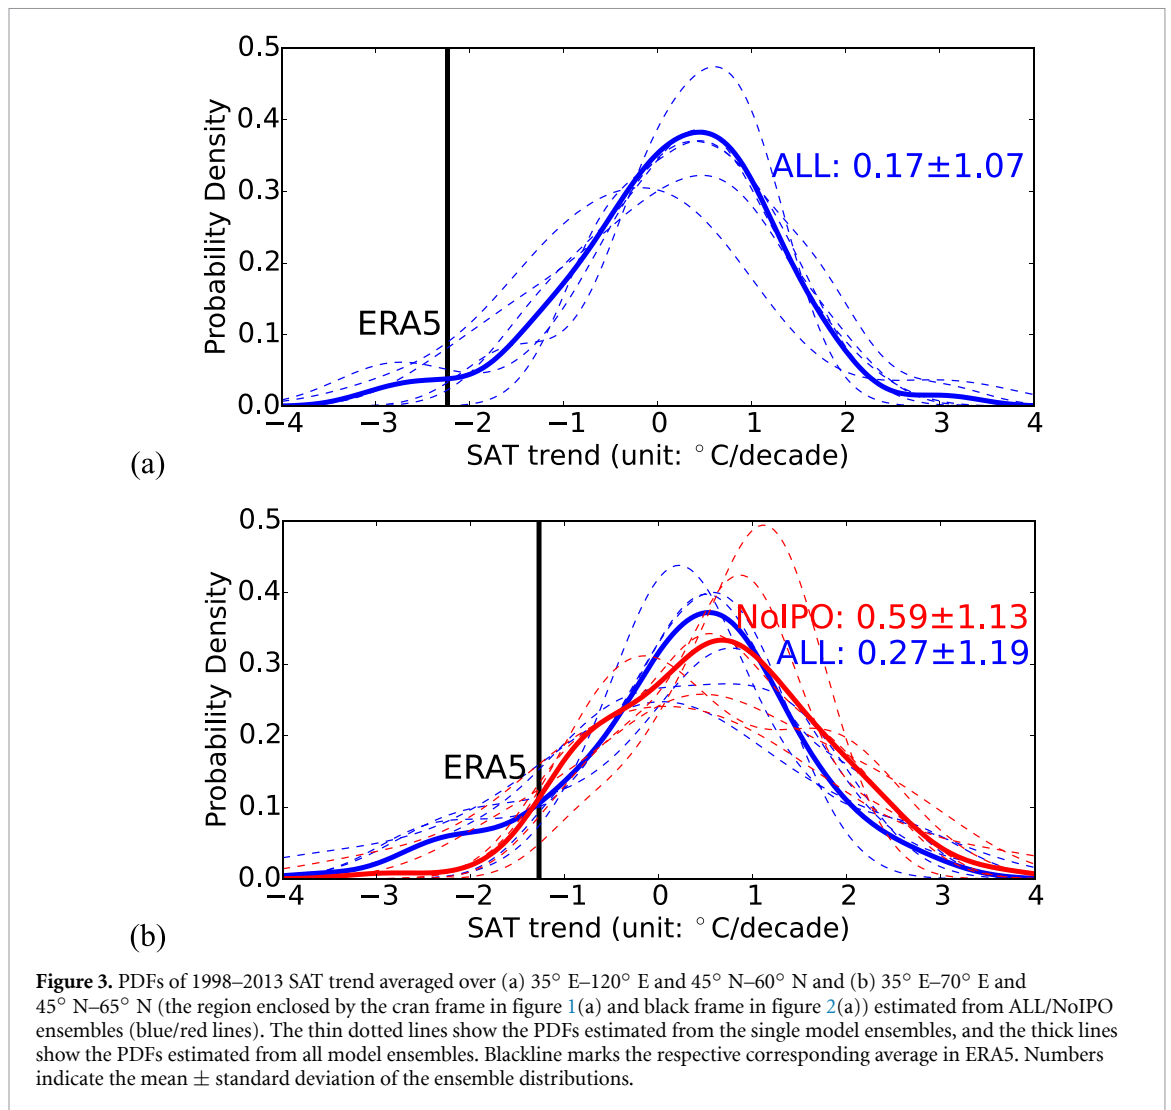 0.5
0.4
0.3
0.2
0.1
0.0
Probability Density
ALL: 0.17±1.07
ERA5
−4 −3 −2 −1 0 1 2 3 4
SAT trend (unit: °C/decade)
(a)
0.5
0.4
0.3
0.2
0.1
0.0
Probability Density
NoIPO: 0.59±1.13
ALL: 0.27±1.19
ERA5
−4 −3 −2 −1 0 1 2 3 4
SAT trend (unit: °C/decade)
(b)
Figure 3. PDFs of 1998–2013 SAT trend averaged over (a) 35° E–120° E and 45° N–60° N and (b) 35° E–70° E and
45° N–65° N (the region enclosed by the cran frame in figure 1(a) and black frame in figure 2(a)) estimated from ALL/NoIPO
ensembles (blue/red lines). The thin dotted lines show the PDFs estimated from the single model ensembles, and the thick lines
show the PDFs estimated from all model ensembles. Blackline marks the respective corresponding average in ERA5. Numbers
indicate the mean ± standard deviation of the ensemble distributions.